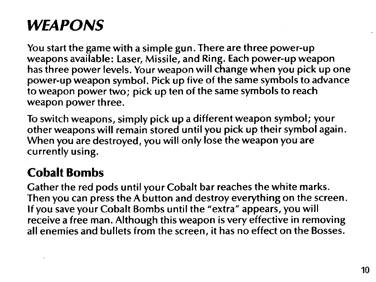 WEAPONS
You start the game with a simple gun. There are three power-up
weapons available: Laser, Missile, and Ring. Each power-up weapon
has three power levels. Your weapon will change when you pick up one
power-up weapon symbol. Pick up five of the same symbols to advance
to weapon power two; pick up ten of the same symbols to reach
weapon power three.
To switch weapons, simply pick up a different weapon symbol; your
other weapons will remain stored until you pick up their symbol again.
When you are destroyed, you will only lose the weapon you are
currently using.
Cobalt Bombs
Gather the red pods until your Cobalt bar reaches the white marks.
Then you can press the A button and destroy everything on the screen.
If you save your Cobalt Bombs until the "extra" appears, you will
receive a free man. Although this weapon is very effective in removing
all enemies and bullets from the screen, it has no effect on the Bosses.
10